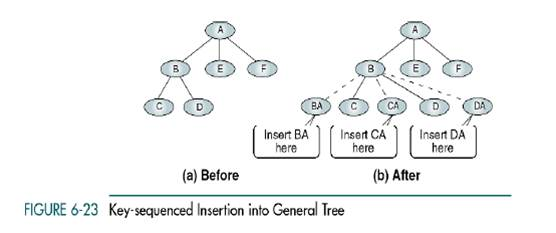 A
A
B
E
F
B
E
F
C
D
BA
C
CA
D
DA
Insert BA
here
Insert CA
here
Insert DA
here
(a) Before
(b) After
FIGURE 6-23 Key-sequenced Insertion into General Tree